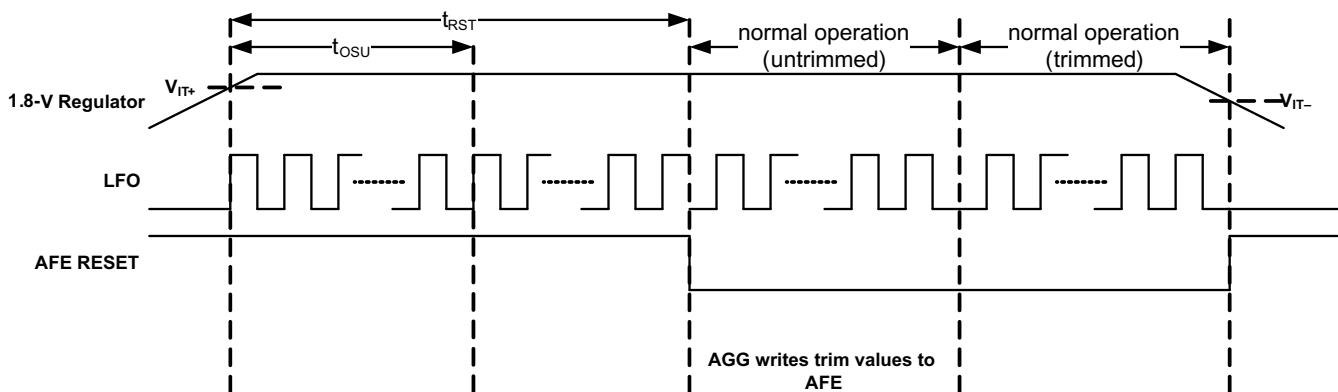 tRST
tOSU
normal operation
(untrimmed)
normal operation
(trimmed)
VIT+
1.8-V Regulator
VIT–
LFO
AFE RESET
AGG writes trim values to
AFE